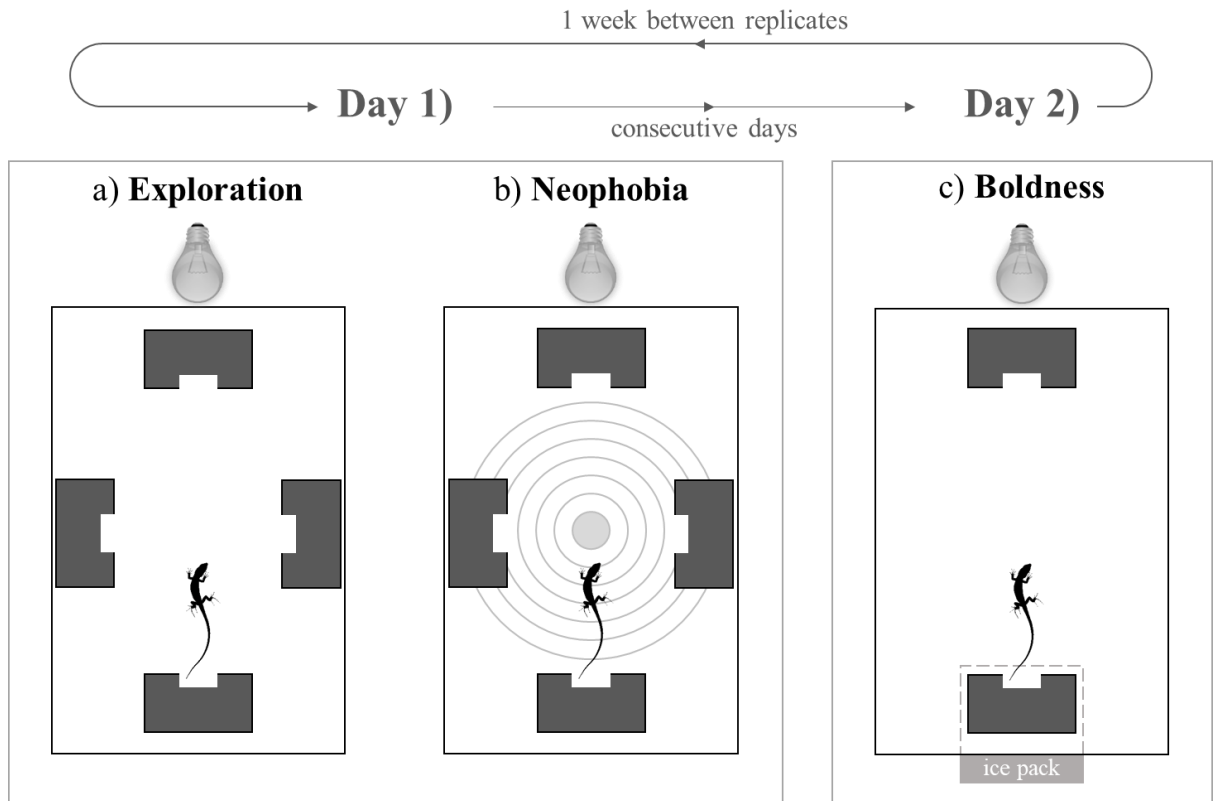 1 week between replicates
Day 1)
consecutive days
Day 2)
a) Exploration
b) Neophobia
c) Boldness
ice pack